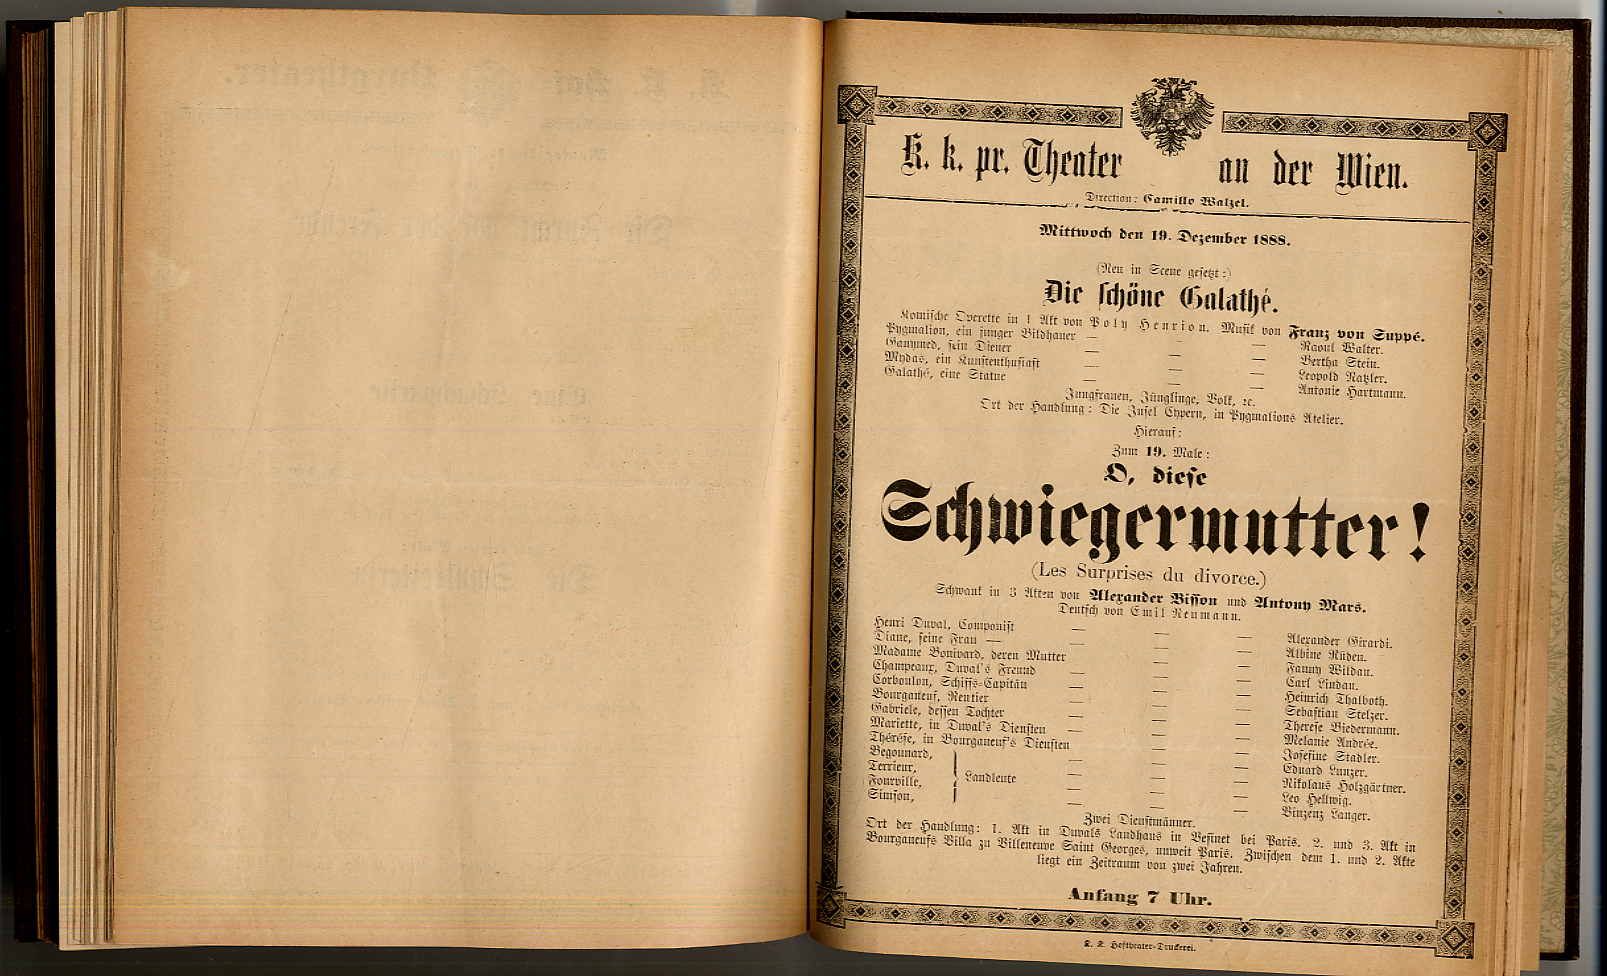 K. k. pr. Theater an der Wien.
Direction: Camillo Walzel.
Mittwoch den 19. Dezember 1888.
(Neu in Scene gesetzt:)
Die schöne Galathé.
Komische Operette in 1 Akt von Poly Henrion. Musik von Franz von Suppé.
Pygmalion, ein junger Bildhauer — — — Raoul Walter.
Ganymed, sein Diener — — — Bertha Stein.
Mydas, ein Kunstenthusiast — — — Leopold Natzler.
Galathé, eine Statue — — — Antonie Hartmann.
Jungfrauen, Jünglinge, Volk, ꝛc.
Ort der Handlung: Die Insel Cypern, in Pygmalions Atelier.
Hierauf:
Zum 19. Male:
O, diese
Schwiegermutter!
(Les Surprises du divorce.)
Schwank in 3 Akten von Alexander Bisson und Antony Mars.
Deutsch von Emil Neumann.
Henri Duval, Componist — — — Alexander Girardi.
Diane, seine Frau — — — Albine Rüden.
Madame Bonivard, deren Mutter — — — Fanny Wildau.
Champeaux, Duval's Freund — — — Carl Lindau.
Corboulon, Schiffs-Capitän — — — Heinrich Thalboth.
Bourganeuf, Rentier — — — Sebastian Stelzer.
Gabriele, dessen Tochter — — — Therese Biedermann.
Mariette, in Duval's Diensten — — — Melanie Andrée.
Thérése, in Bourganeuf's Diensten — — Josefine Stadler.
Begounard, — — — Eduard Lunzer.
Terrieur, — — — Nikolaus Holzgärtner.
Fourville, Landleute — — — Leo Hellwig.
Simson, — — — Vinzenz Langer.
Zwei Dienstmänner.
Ort der Handlung: 1. Akt in Duvals Landhaus in Vesinet bei Paris. 2. und 3. Akt in
Bourganeufs Villa zu Villeneuve Saint Georges, unweit Paris. Zwischen dem 1. und 2. Akte
liegt ein Zeitraum von zwei Jahren.
Anfang 7 Uhr.
K. K. Hoftheater-Druckerei.